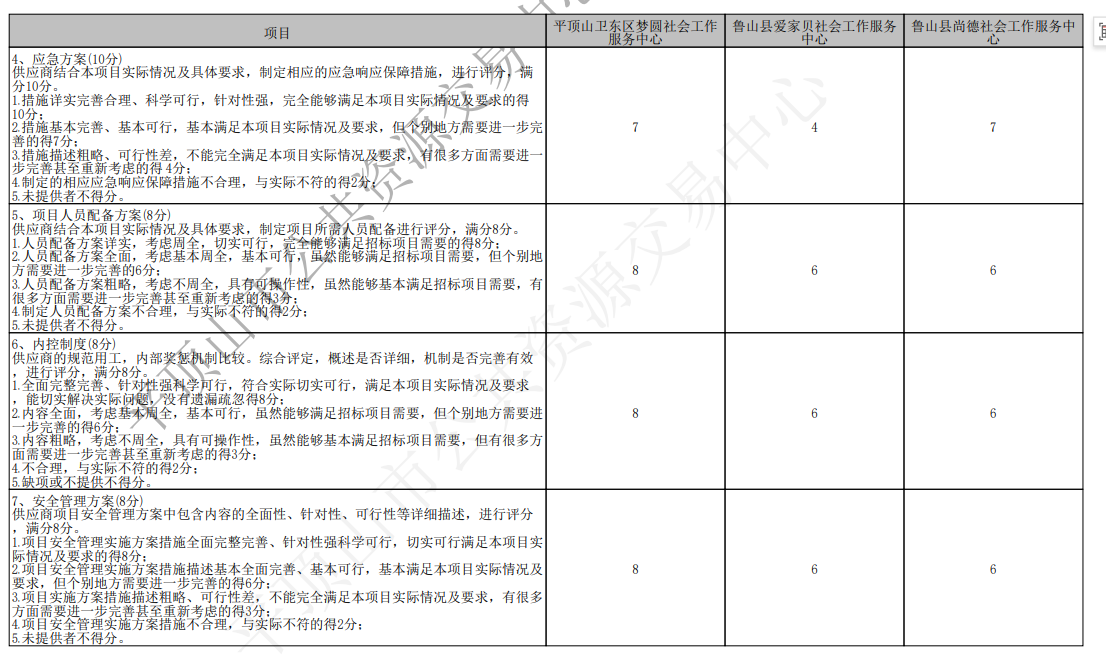 项目
平顶山卫东区梦圆社会工作
服务中心
鲁山县爱家贝社会工作服务
中心
鲁山县尚德社会工作服务中
心
4、应急方案(10分)
供应商结合本项目实际情况及具体要求，制定相应的应急响应保障措施，进行评分，满
分10分。
1.措施详实完善合理、科学可行，针对性强，完全能够满足本项目实际情况及要求的得
10分；
2.措施基本完善、基本可行，基本满足本项目实际情况及要求，但个别地方需要进一步完
善的得7分；
3.措施描述粗略、可行性差，不能完全满足本项目实际情况及要求，有很多方面需要进一
步完善甚至重新考虑的得 4分；
4.制定的相应应急响应保障措施不合理，与实际不符的得2分；
5.未提供者不得分。
7
4
7
5、项目人员配备方案(8分)
供应商结合本项目实际情况及具体要求，制定项目所需人员配备进行评分，满分8分。
1.人员配备方案详实，考虑周全，切实可行，完全能够满足招标项目需要的得8分；
2.人员配备方案全面，考虑基本周全，基本可行，虽然能够满足招标项目需要，但个别地
方需要进一步完善的6分；
3.人员配备方案粗略，考虑不周全，具有可操作性，虽然能够基本满足招标项目需要，有
很多方面需要进一步完善甚至重新考虑的得3分；
4.制定人员配备方案不合理，与实际不符的得2分；
5.未提供者不得分。
8
6
6
6、内控制度(8分)
供应商的规范用工，内部奖惩机制比较。综合评定，概述是否详细，机制是否完善有效
，进行评分，满分8分。
1.全面完整完善、针对性强科学可行，符合实际切实可行，满足本项目实际情况及要求
，能切实解决实际问题，没有遗漏疏忽得8分；
2.内容全面，考虑基本周全，基本可行，虽然能够满足招标项目需要，但个别地方需要进
一步完善的得6分；
3.内容粗略，考虑不周全，具有可操作性，虽然能够基本满足招标项目需要，但有很多方
面需要进一步完善甚至重新考虑的得3分；
4.不合理，与实际不符的得2分；
5.缺项或不提供不得分。
8
6
6
7、安全管理方案(8分)
供应商项目安全管理方案中包含内容的全面性、针对性、可行性等详细描述，进行评分
，满分8分。
1.项目安全管理实施方案措施全面完整完善、针对性强科学可行，切实可行满足本项目实
际情况及要求的得8分；
2.项目安全管理实施方案措施描述基本全面完善、基本可行，基本满足本项目实际情况及
要求，但个别地方需要进一步完善的得6分；
3.项目实施方案措施描述粗略、可行性差，不能完全满足本项目实际情况及要求，有很多
方面需要进一步完善甚至重新考虑的得3分；
4.项目安全管理实施方案措施不合理，与实际不符的得2分；
5.未提供者不得分。
8
6
6
平顶山市公共资源交易中心
平顶山市公共资源交易中心